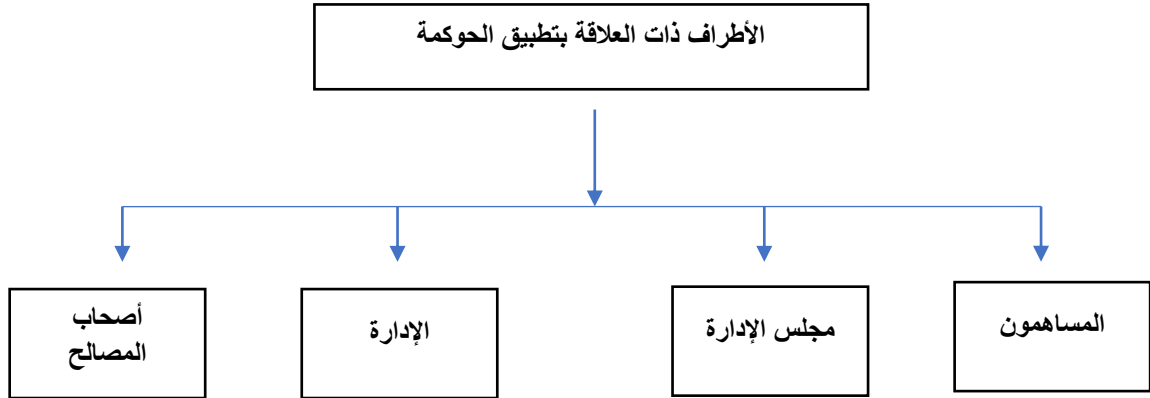 الأطراف ذات العلاقة بتطبيق الحوكمة
المساهمون
مجلس الإدارة
الإدارة
أصحاب
المصالح